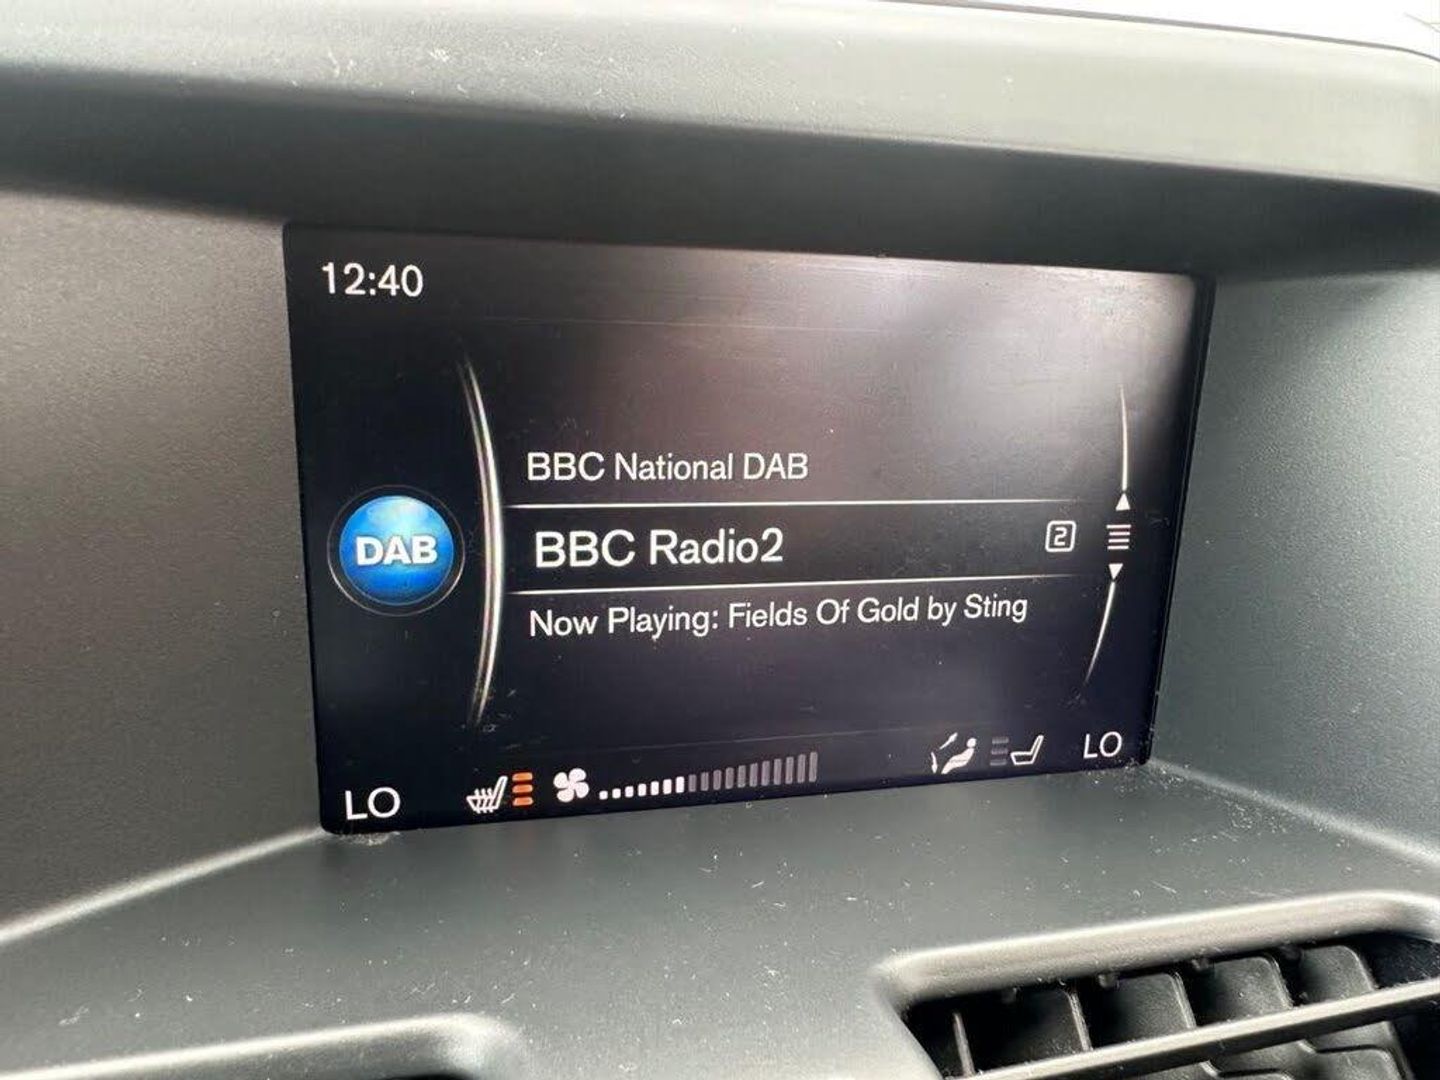 12:40
BBC National DAB
DAB
BBC Radio2
2
Now Playing: Fields Of Gold by Sting
LO
LO